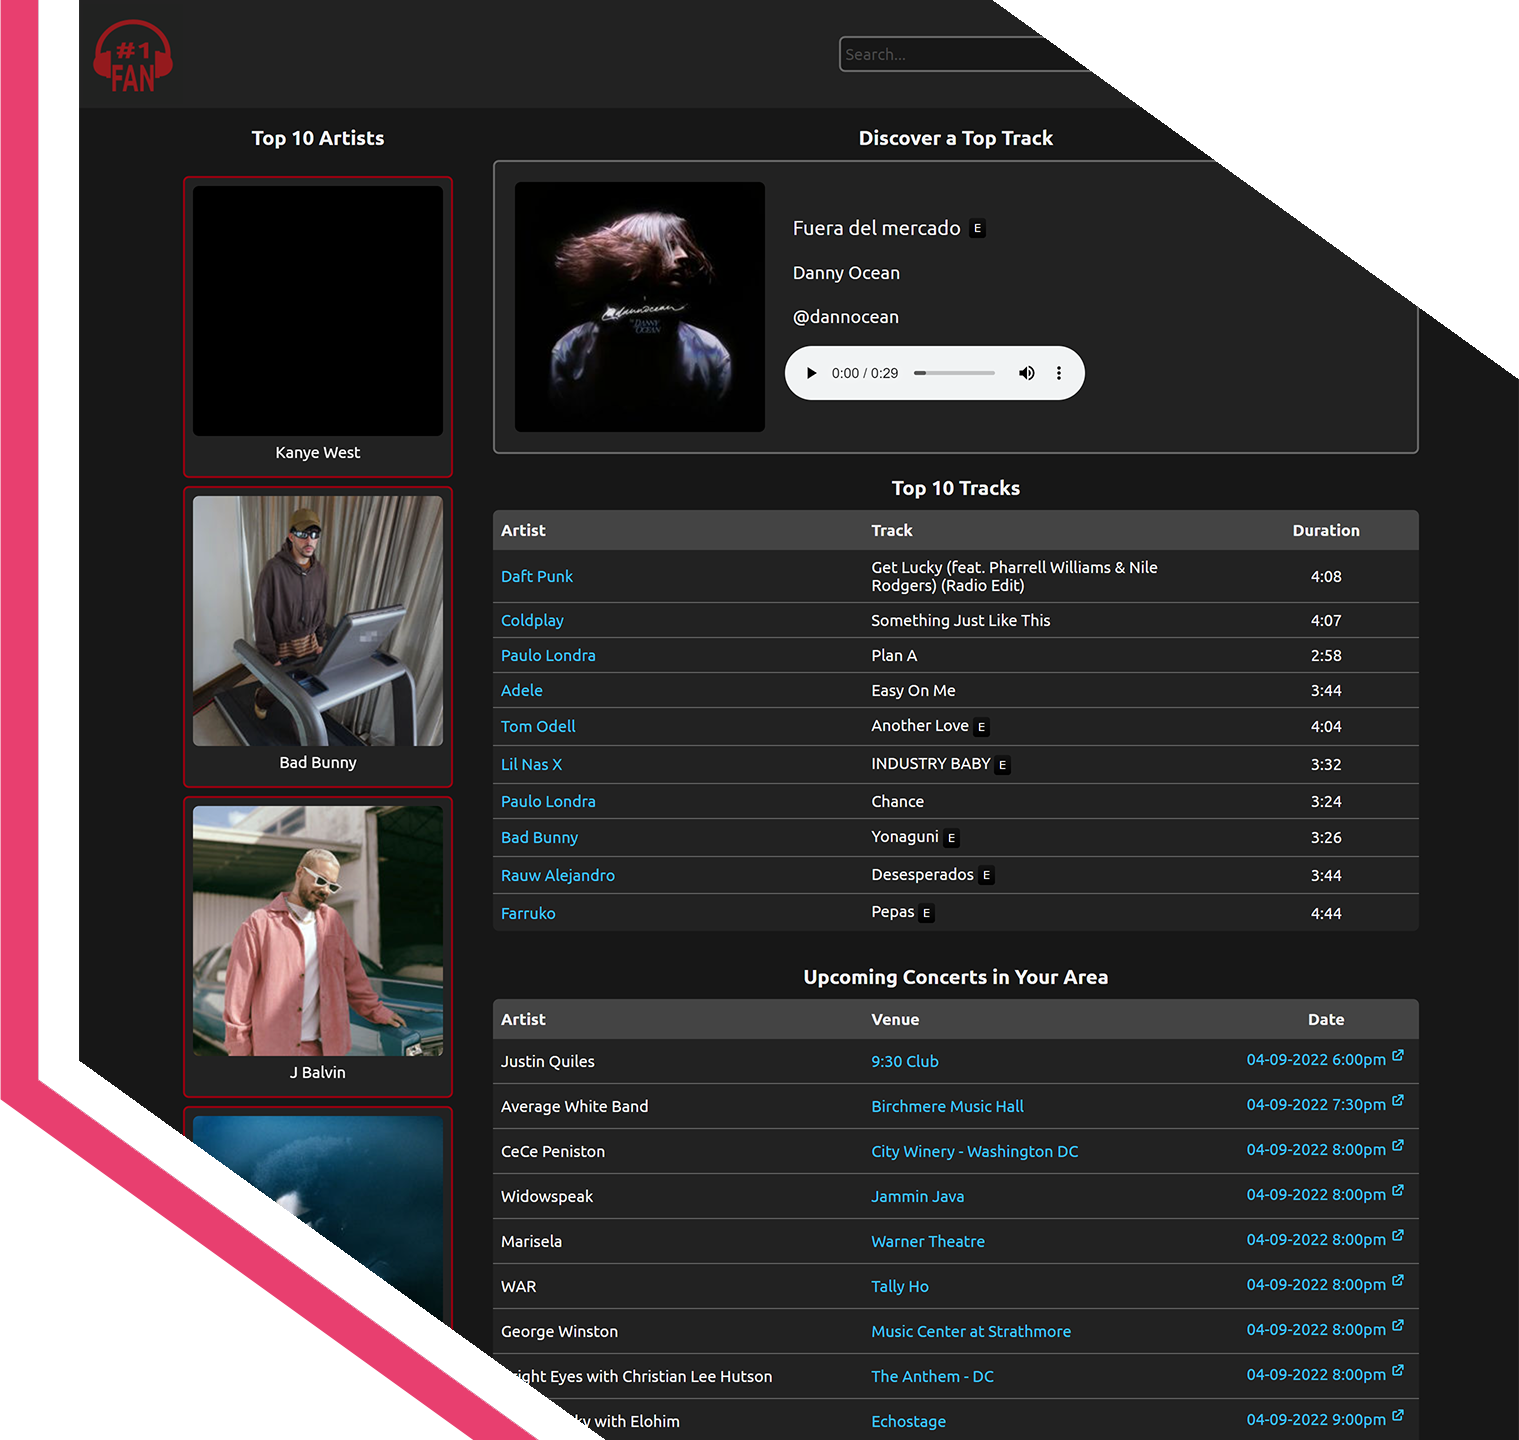 #1
FAN
Search...
Top 10 Artists
Kanye West
Bad Bunny
J Balvin
Discover a Top Track
@dannocean
DANNY
OCEAN
Fuera del mercado E
Danny Ocean
@dannocean
0:00 / 0:29
Top 10 Tracks
Artist Track Duration
Daft Punk Get Lucky (feat. Pharrell Williams & Nile Rodgers) (Radio Edit) 4:08
Coldplay Something Just Like This 4:07
Paulo Londra Plan A 2:58
Adele Easy On Me 3:44
Tom Odell Another Love E 4:04
Lil Nas X INDUSTRY BABY E 3:32
Paulo Londra Chance 3:24
Bad Bunny Yonaguni E 3:26
Rauw Alejandro Desesperados E 3:44
Farruko Pepas E 4:44
Upcoming Concerts in Your Area
Artist Venue Date
Justin Quiles 9:30 Club 04-09-2022 6:00pm
Average White Band Birchmere Music Hall 04-09-2022 7:30pm
CeCe Peniston City Winery - Washington DC 04-09-2022 8:00pm
Widowspeak Jammin Java 04-09-2022 8:00pm
Marisela Warner Theatre 04-09-2022 8:00pm
WAR Tally Ho 04-09-2022 8:00pm
George Winston Music Center at Strathmore 04-09-2022 8:00pm
Eyes with Christian Lee Hutson The Anthem - DC 04-09-2022 8:00pm
with Elohim Echostage 04-09-2022 9:00pm